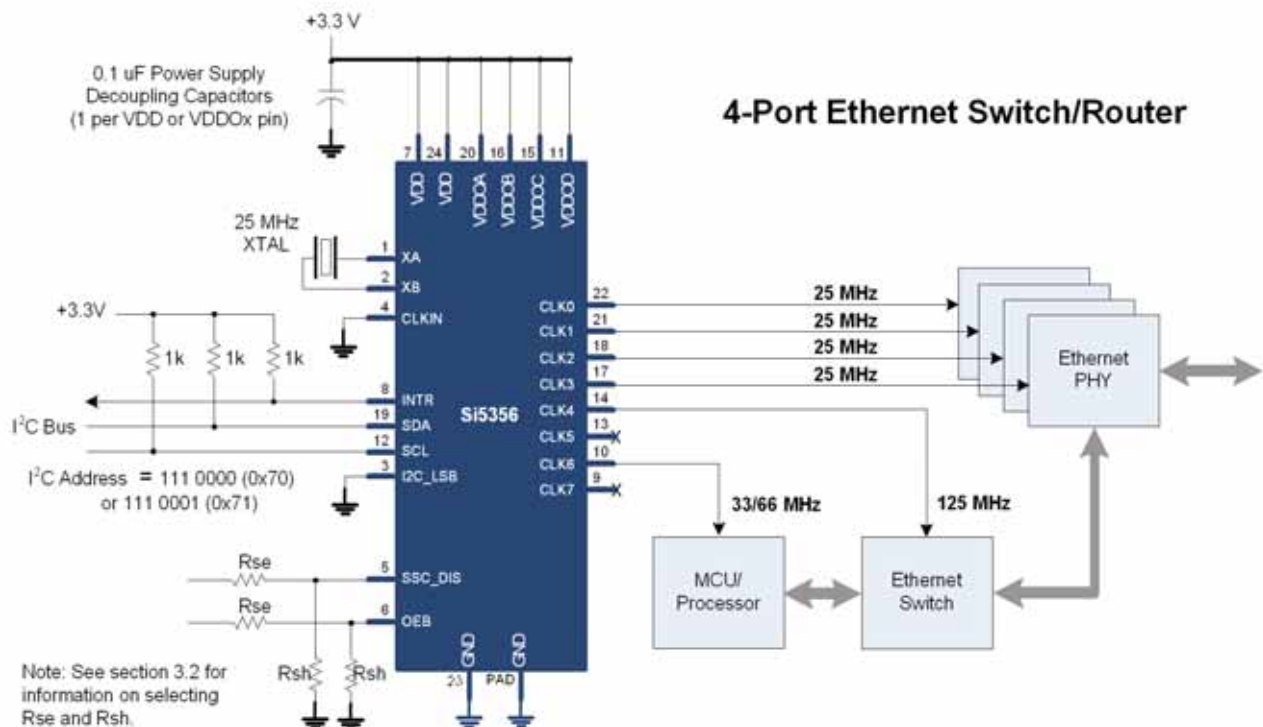 +3.3 V
0.1 uF Power Supply
Decoupling Capacitors
(1 per VDD or VDDOx pin)
4-Port Ethernet Switch/Router
7 24 20 16 15 11
VDD VDD VDDOA VDDOB VDDOC VDDOD
25 MHz
XTAL
1 XA
2 XB
4 CLKIN
+3.3V
1k 1k 1k
8 INTR
19 SDA
12 SCL
3 I2C_LSB
I²C Bus
I²C Address = 111 0000 (0x70)
or 111 0001 (0x71)
Si5356
CLK0 22 25 MHz
CLK1 21 25 MHz
CLK2 18 25 MHz
CLK3 17 25 MHz
CLK4 14
CLK5 13
CLK6 10
CLK7 9
Ethernet
PHY
33/66 MHz
125 MHz
MCU/
Processor
Ethernet
Switch
Rse
5 SSC_DIS
Rse
6 OEB
Rsh Rsh
GND GND
23 PAD
Note: See section 3.2 for
information on selecting
Rse and Rsh.